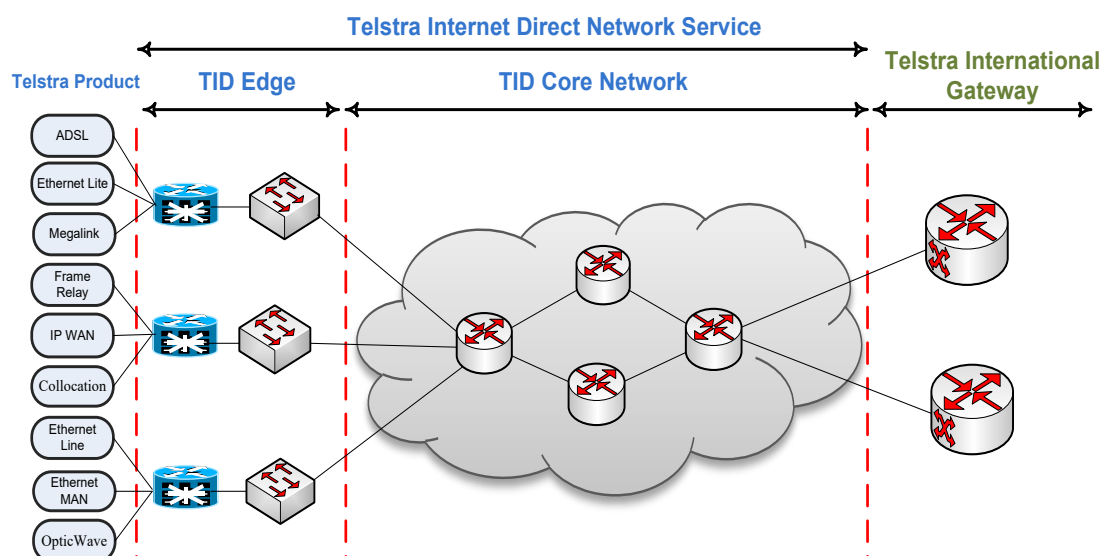 Telstra Internet Direct Network Service
Telstra Product
TID Edge
TID Core Network
Telstra International
Gateway
ADSL
Ethernet Lite
Megalink
Frame
Relay
IP WAN
Collocation
Ethernet
Line
Ethernet
MAN
OpticWave